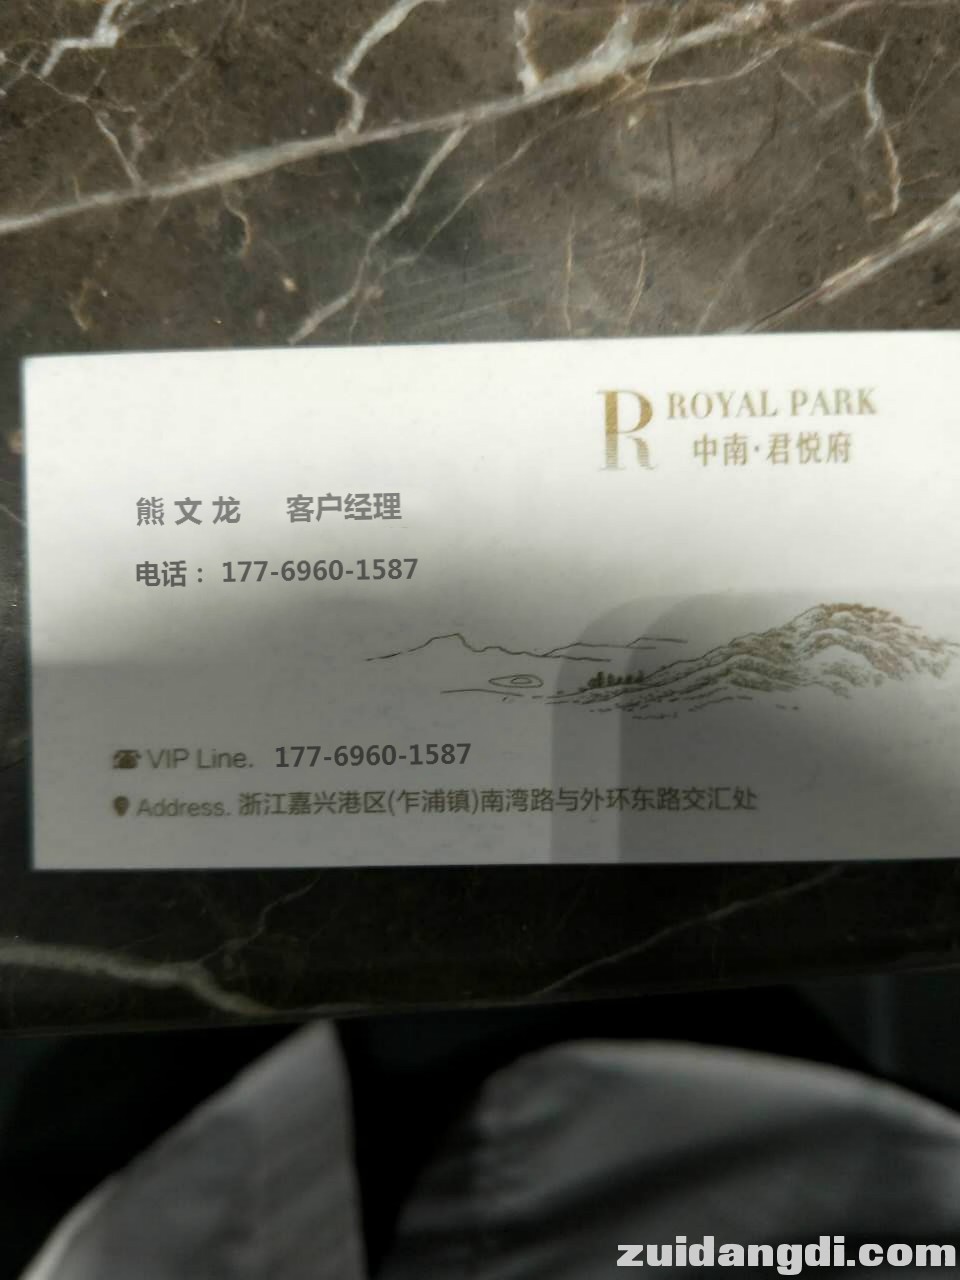 R ROYAL PARK
中南·君悦府
熊文龙 客户经理
电话： 177-6960-1587
VIP Line. 177-6960-1587
Address. 浙江嘉兴港区(乍浦镇)南湾路与外环东路交汇处
zuidangdi.com